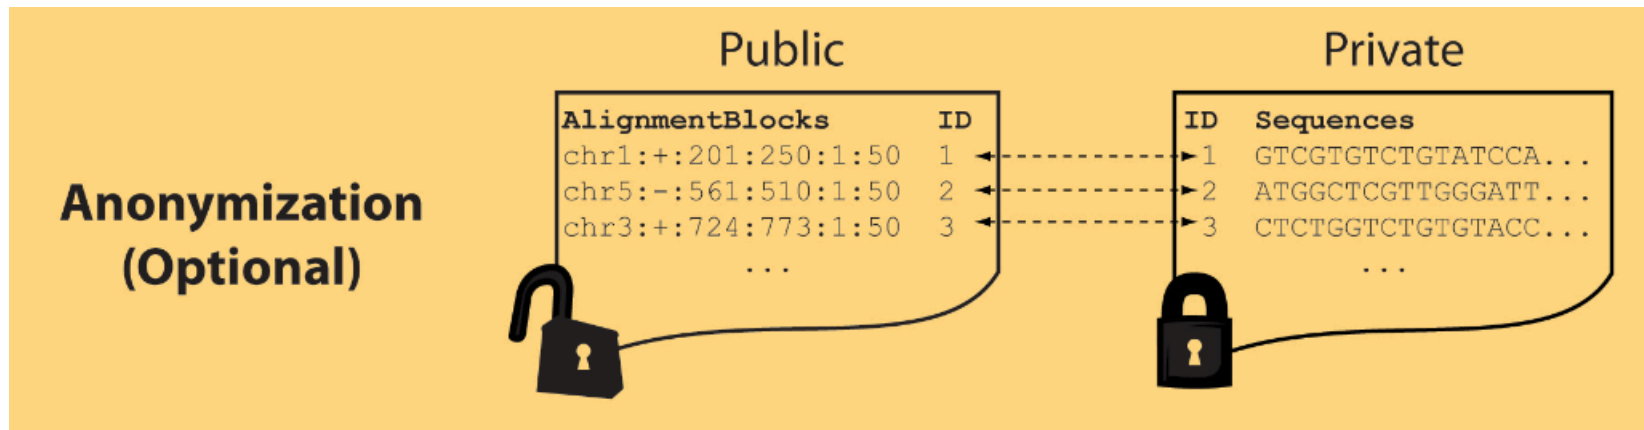 Public
Private
Anonymization
(Optional)
AlignmentBlocks ID
chr1:+:201:250:1:50 1
chr5:-:561:510:1:50 2
chr3:+:724:773:1:50 3
...
ID Sequences
1 GTCGTGTCTGTATCCA...
2 ATGGCTCGTTGGGATT...
3 CTCTGGTCTGTGTACC...
...